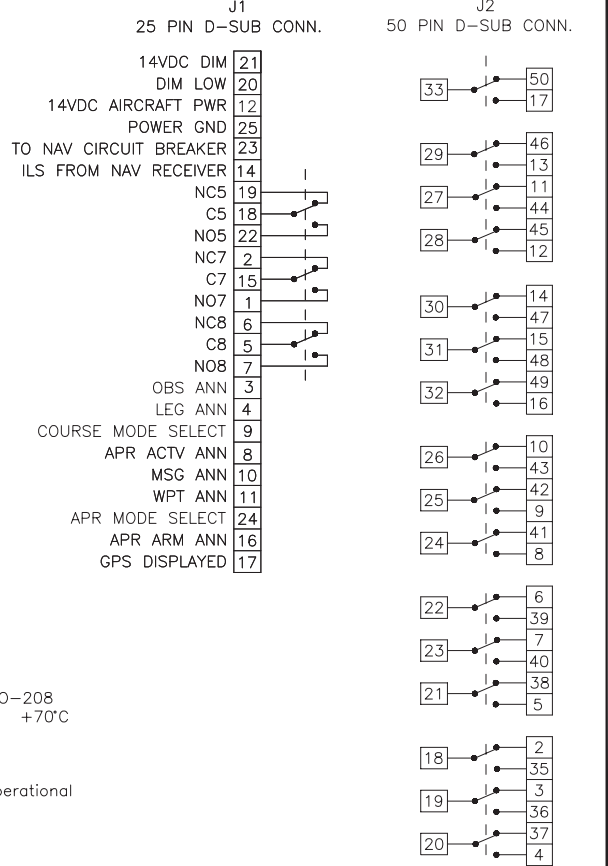 J1
25 PIN D-SUB CONN.
14VDC DIM 21
DIM LOW 20
14VDC AIRCRAFT PWR 12
POWER GND 25
TO NAV CIRCUIT BREAKER 23
ILS FROM NAV RECEIVER 14
NC5 19
C5 18
NO5 22
NC7 2
C7 15
NO7 1
NC8 6
C8 5
NO8 7
OBS ANN 3
LEG ANN 4
COURSE MODE SELECT 9
APR ACTV ANN 8
MSG ANN 10
WPT ANN 11
APR MODE SELECT 24
APR ARM ANN 16
GPS DISPLAYED 17
O-208
+70°C
perational
J2
50 PIN D-SUB CONN.
33 50
17
29 46
13
27 11
44
28 45
12
30 14
47
31 15
48
32 49
16
26 10
43
25 42
9
24 41
8
22 6
39
23 7
40
21 38
5
18 2
35
19 3
36
20 37
4